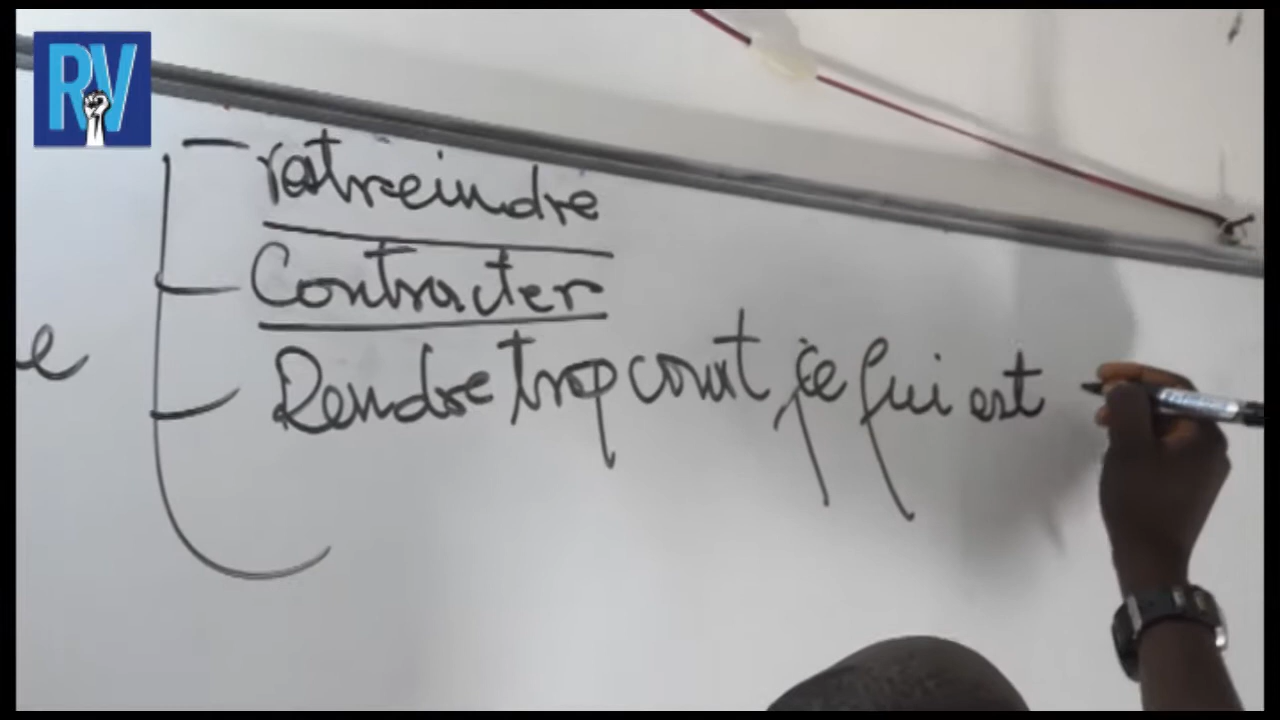 RV
restreindre
Contracter
e Rendre trop court, ce qui est